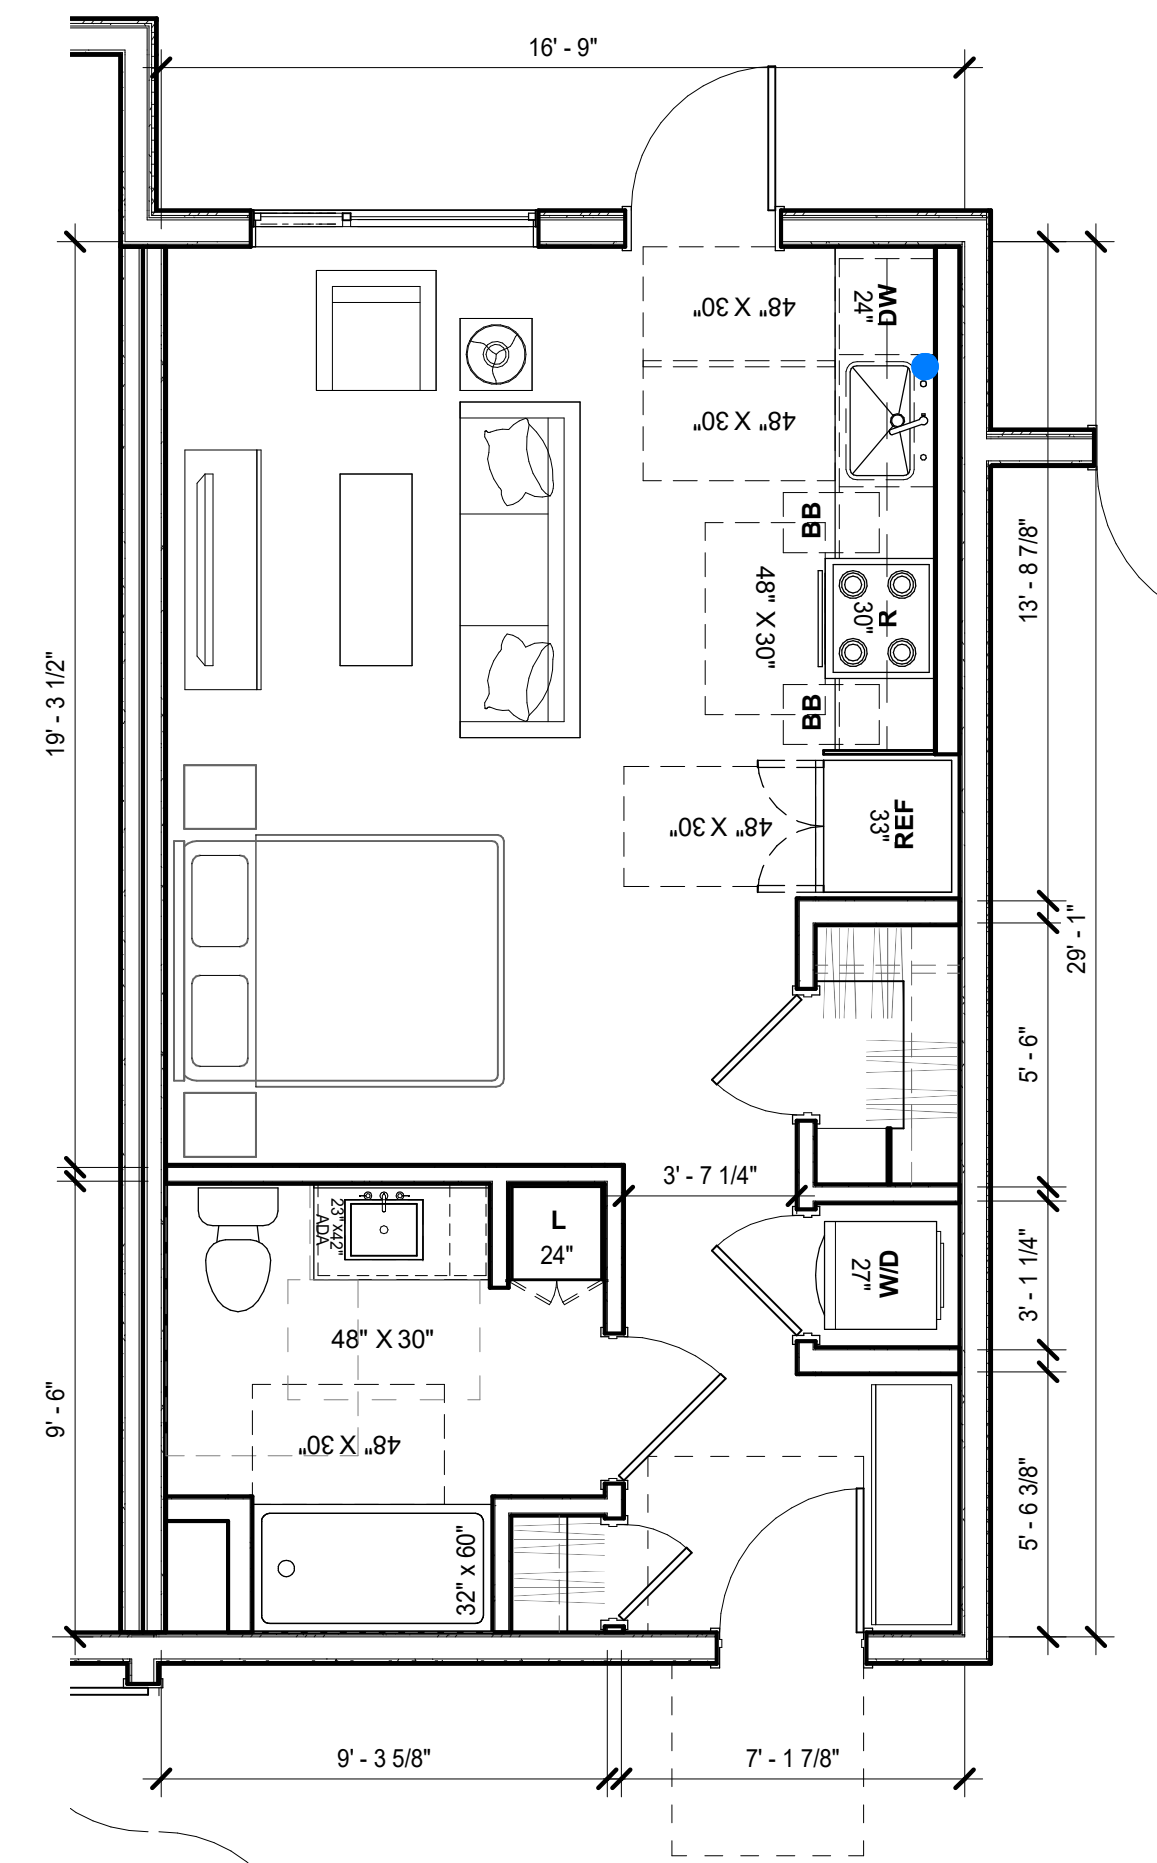 16' - 9"
48" X 30"
24"
DW
48" X 30"
BB
13' - 8 7/8"
48" X 30"
30"
R
19' - 3 1/2"
BB
48" X 30"
33"
REF
29' - 1"
5' - 6"
3' - 7 1/4"
23" x42"
ADA
L
24"
27"
W/D
3' - 1 1/4"
48" X 30"
9' - 6"
48" X 30"
5' - 6 3/8"
32" x 60"
9' - 3 5/8"
7' - 1 7/8"